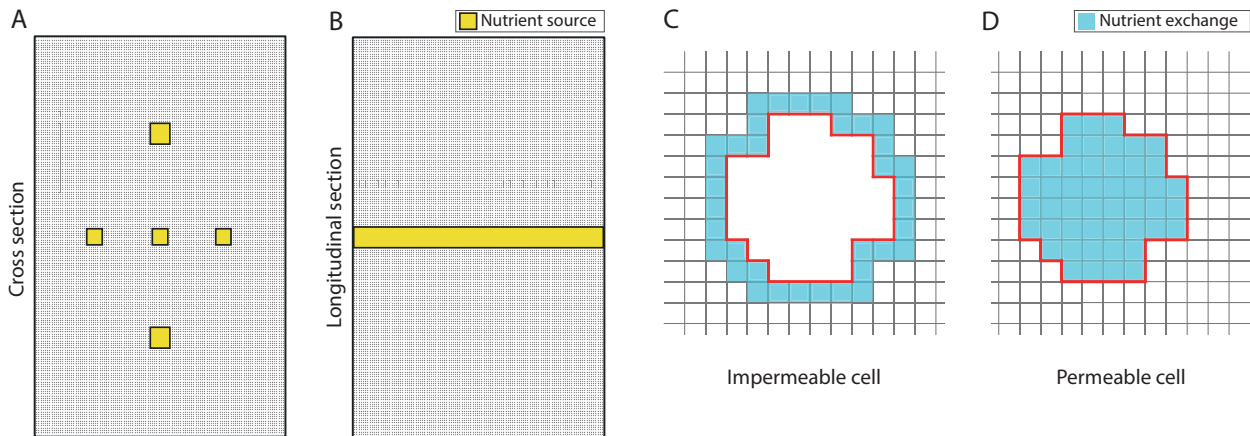 A
B
Nutrient source
C
D
Nutrient exchange
Cross section
Longitudinal section
Impermeable cell
Permeable cell